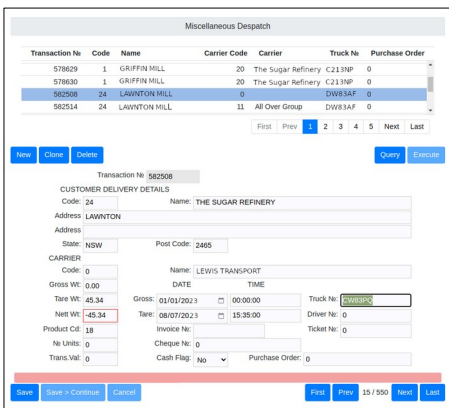 Miscellaneous Despatch
Transaction № Code Name Carrier Code Carrier Truck № Purchase Order
578629 1 GRIFFIN MILL 20 The Sugar Refinery C213NP 0
578630 1 GRIFFIN MILL 20 The Sugar Refinery C213NP 0
582508 24 LAWNTON MILL 0 DW83AF 0
582514 24 LAWNTON MILL 11 All Over Group DW83AF 0
First Prev 1 2 3 4 5 Next Last
New Clone Delete Query Execute
Transaction № 582508
CUSTOMER DELIVERY DETAILS
Code: 24 Name: THE SUGAR REFINERY
Address LAWNTON
Address
State: NSW Post Code: 2465
CARRIER
Code: 0 Name: LEWIS TRANSPORT
Gross Wt: 0.00 DATE TIME
Tare Wt: 45.34 Gross: 01/01/2023 00:00:00 Truck №: CW83PQ
Nett Wt: -45.34 Tare: 08/07/2023 15:35:00 Driver №: 0
Product Cd: 18 Invoice №: Ticket №: 0
№ Units: 0 Cheque №: 0
Trans.Val: 0 Cash Flag: No Purchase Order: 0
Save Save > Continue Cancel First Prev 15 / 550 Next Last